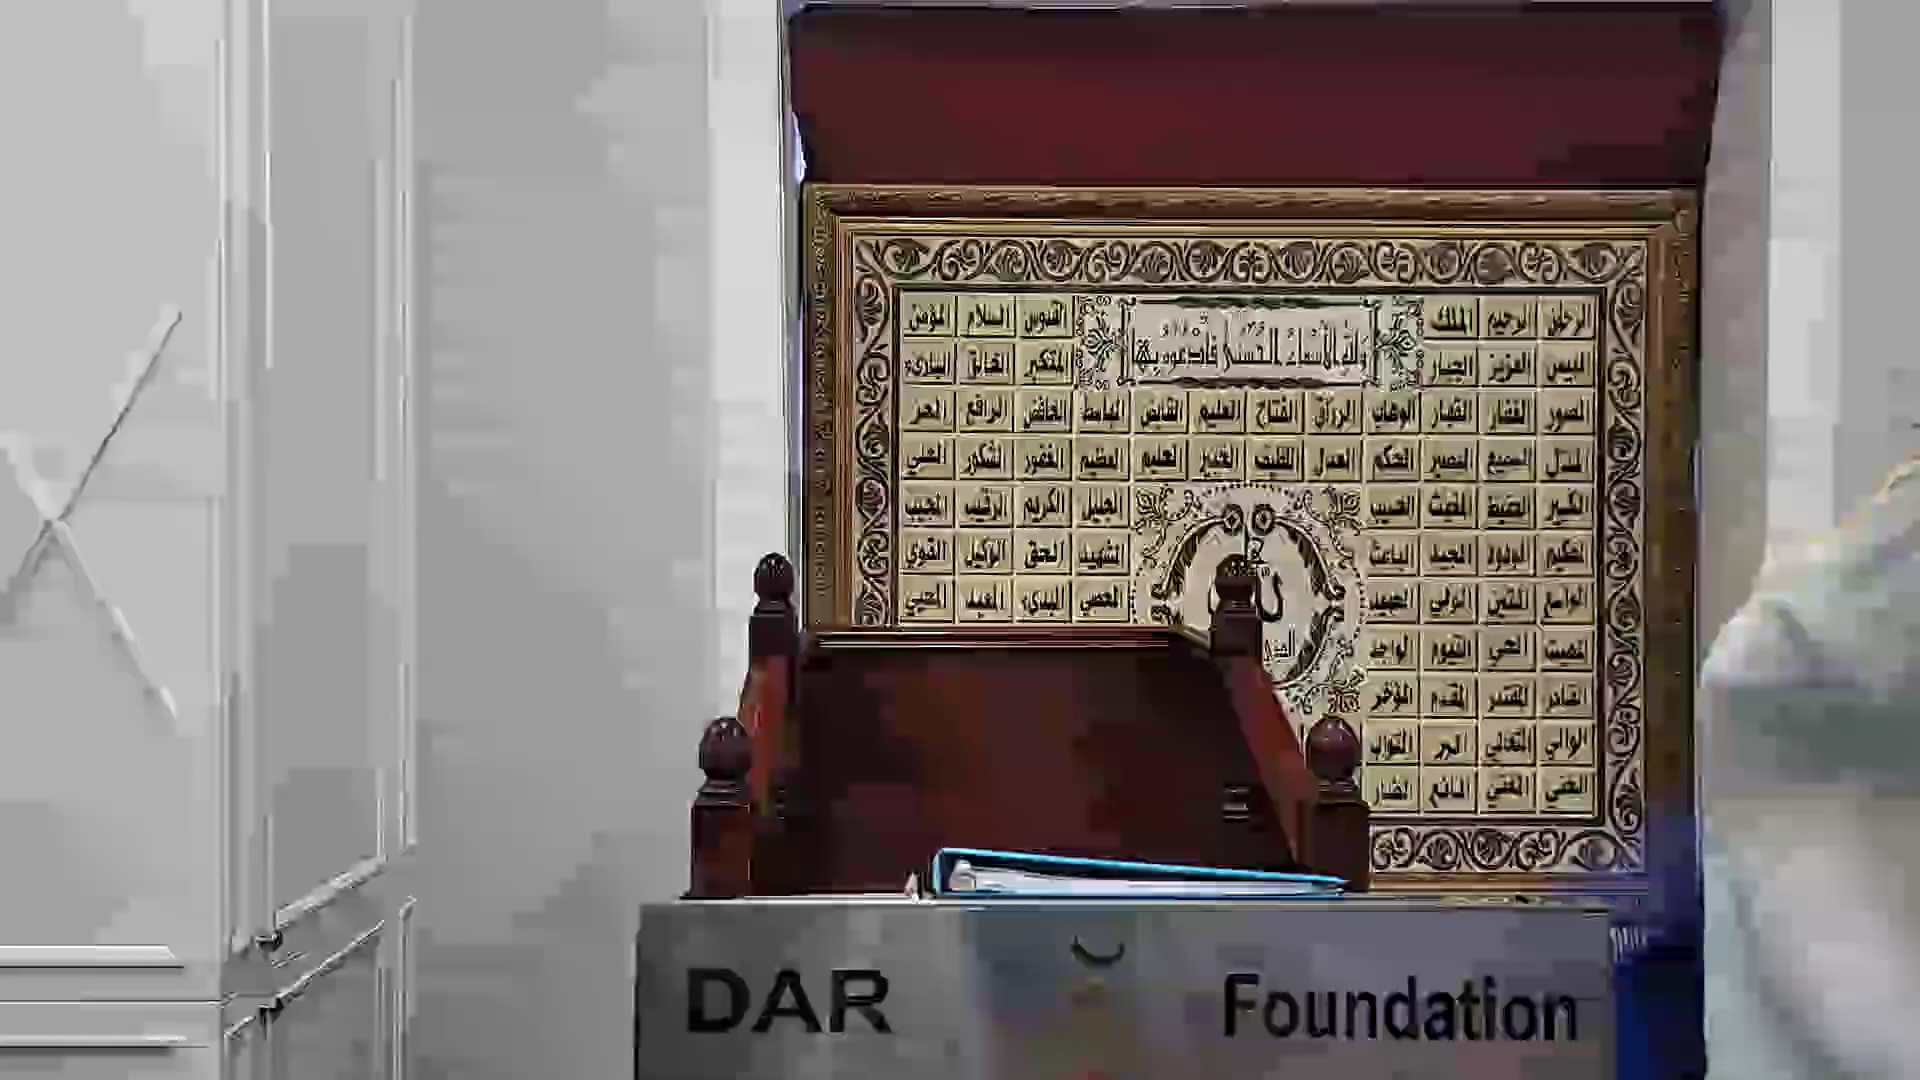 الرحمن الرحيم الملك
ولله الأسماء الحسنى فادعوه بها
القدوس السلام المؤمن
العزيز الجبار
المتكبر الخالق البارىء
المصور الغفار القهار الوهاب الرزاق الفتاح العليم القابض الباسط الخافض الرافع المعز
المذل السميع البصير الحكم العدل اللطيف الخبير الحليم العظيم الغفور الشكور العلي
الكبير الحفيظ المقيت الحسيب
الجليل الكريم الرقيب المجيب
الودود المجيد الباعث
الشهيد الحق الوكيل القوي
الواسع المتين الولي الحميد
المحصي المبدىء المعيد المحيي
المميت الحي القيوم الواجد
القادر المقتدر المقدم المؤخر
الوالي المتعالي البر التواب
الغني المغني المانع الضار
DAR Foundation